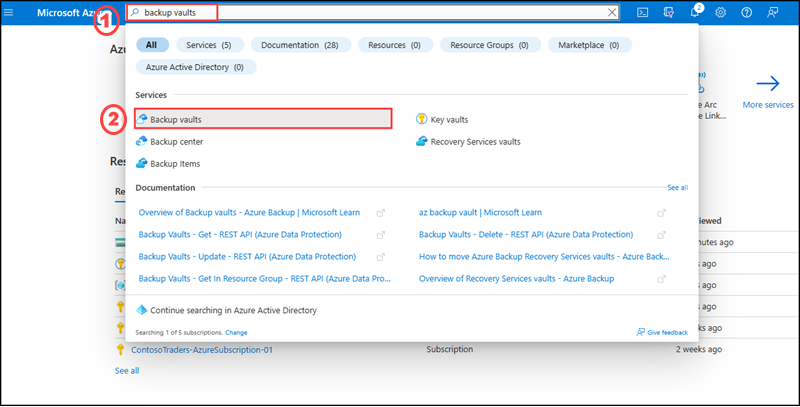 1
Microsoft Az
backup vaults
2
Az
All
Services (5)
Documentation (28)
Resources (0)
Resource Groups (0)
Marketplace (0)
Azure Active Directory (0)
Services
2 Backup vaults
Key vaults
Backup center
Recovery Services vaults
Backup Items
Arc
Link...
More services
Res
Re
Na
Documentation
See all
Overview of Backup vaults - Azure Backup | Microsoft Learn
az backup vault | Microsoft Learn
Backup Vaults - Get - REST API (Azure Data Protection)
Backup Vaults - Delete - REST API (Azure Data Protection)
Backup Vaults - Update - REST API (Azure Data Protection)
How to move Azure Backup Recovery Services vaults - Azure Back...
Backup Vaults - Get In Resource Group - REST API (Azure Data Pro...
Overview of Recovery Services vaults - Azure Backup
Viewed
nutes ago
s ago
ago
s ago
ks ago
Continue searching in Azure Active Directory
Searching 1 of 5 subscriptions. Change
Give feedback
ContosoTraders-AzureSubscription-01
Subscription
2 weeks ago
See all